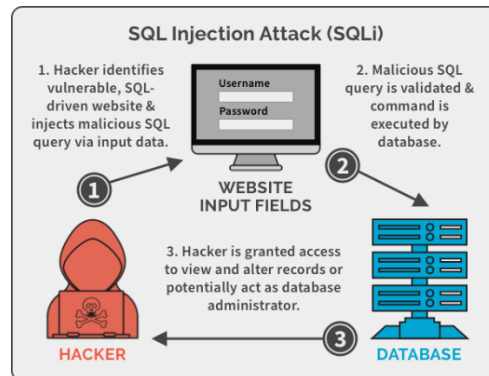 SQL Injection Attack (SQLi)
1. Hacker identifies
vulnerable, SQL-
driven website &
injects malicious SQL
query via input data.
Username
Password
2. Malicious SQL
query is validated &
command is
executed by
database.
1
WEBSITE
INPUT FIELDS
2
3. Hacker is granted access
to view and alter records or
potentially act as database
administrator.
HACKER
3
DATABASE